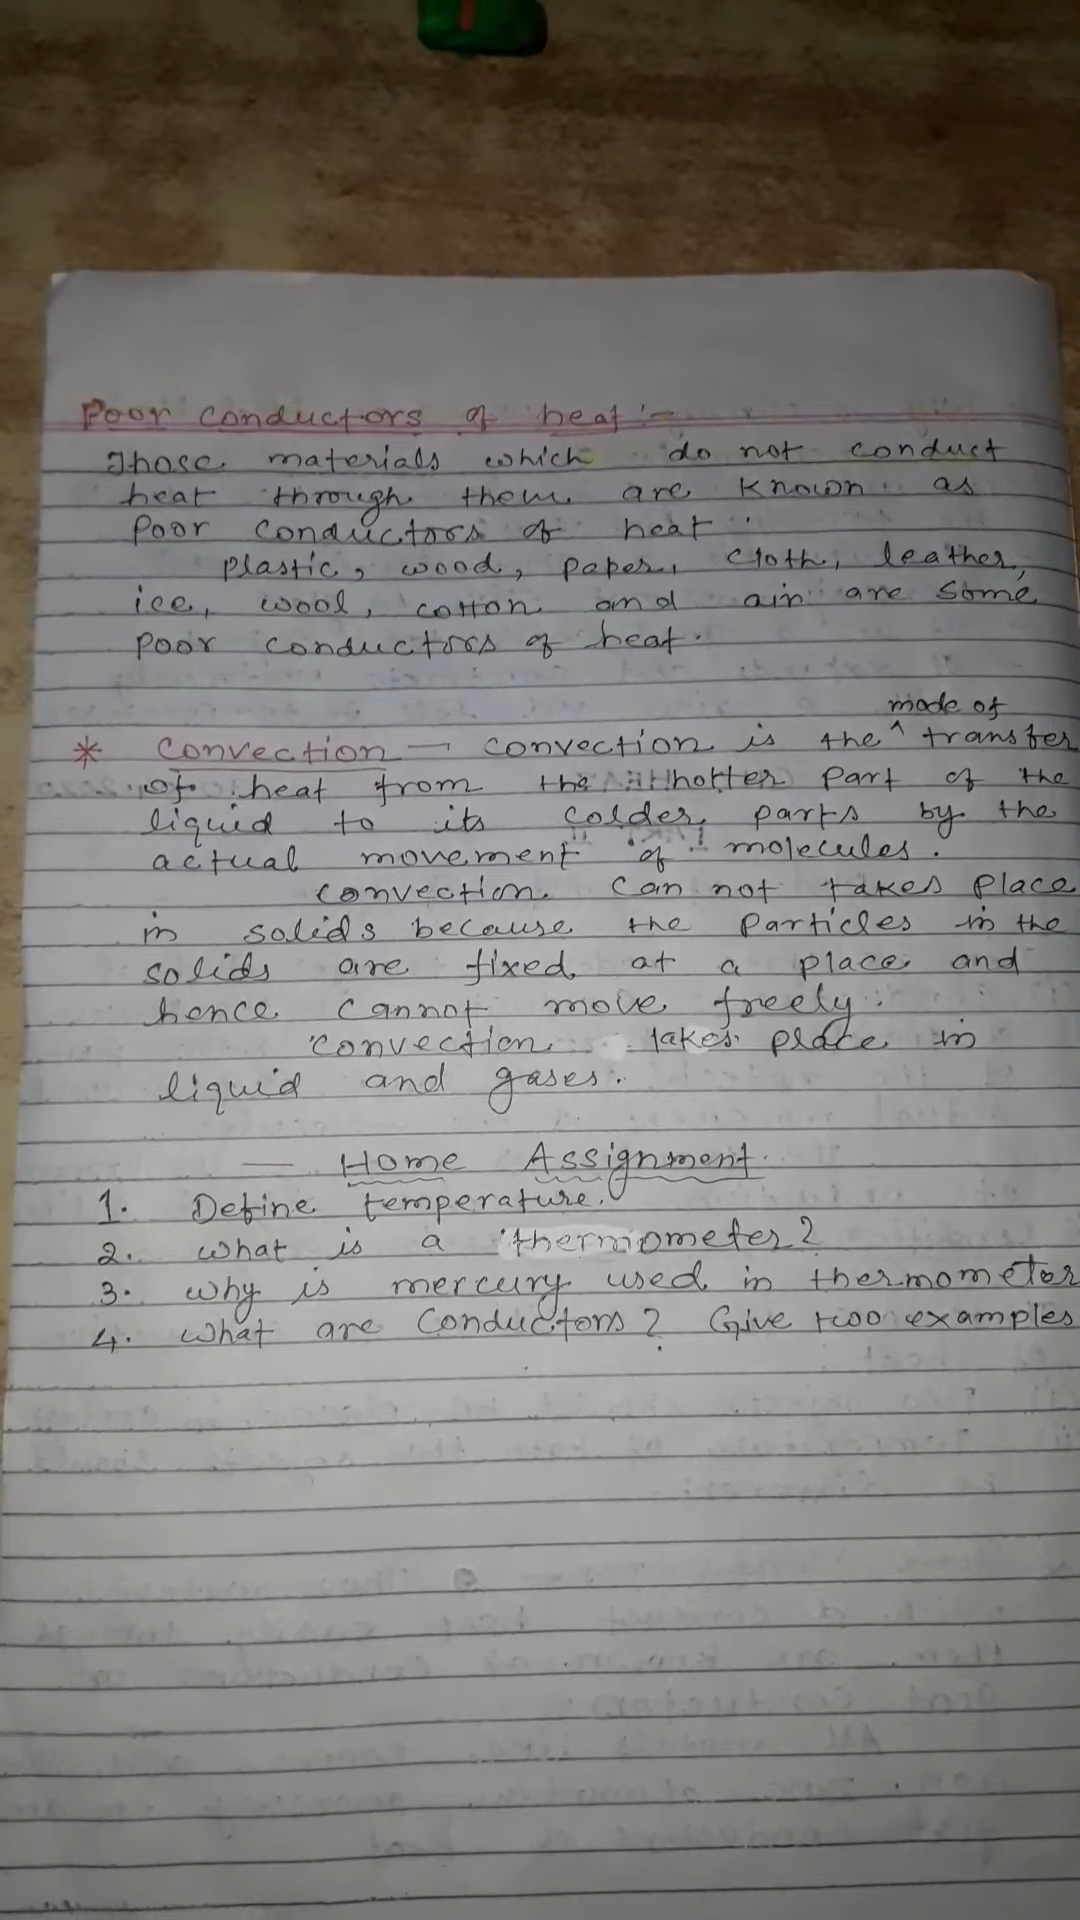 Poor conductors of heat :-
Those materials which do not conduct
heat through them are known as
Poor conductors of heat.
Plastic, wood, paper, cloth, leather,
ice, wool, cotton and air are some
poor conductors of heat.
mode of
* Convection — convection is the ^ transfer
of heat from the hotter part of the
liquid to its colder parts by the
actual movement of molecules.
convection can not takes place
in solids because the particles in the
solids are fixed at a place and
hence cannot move freely.
convection takes place in
liquid and gases.
— Home Assignment.
1. Define temperature.
2. what is a thermometer?
3. why is mercury used in thermometer
4. what are conductors? Give two examples